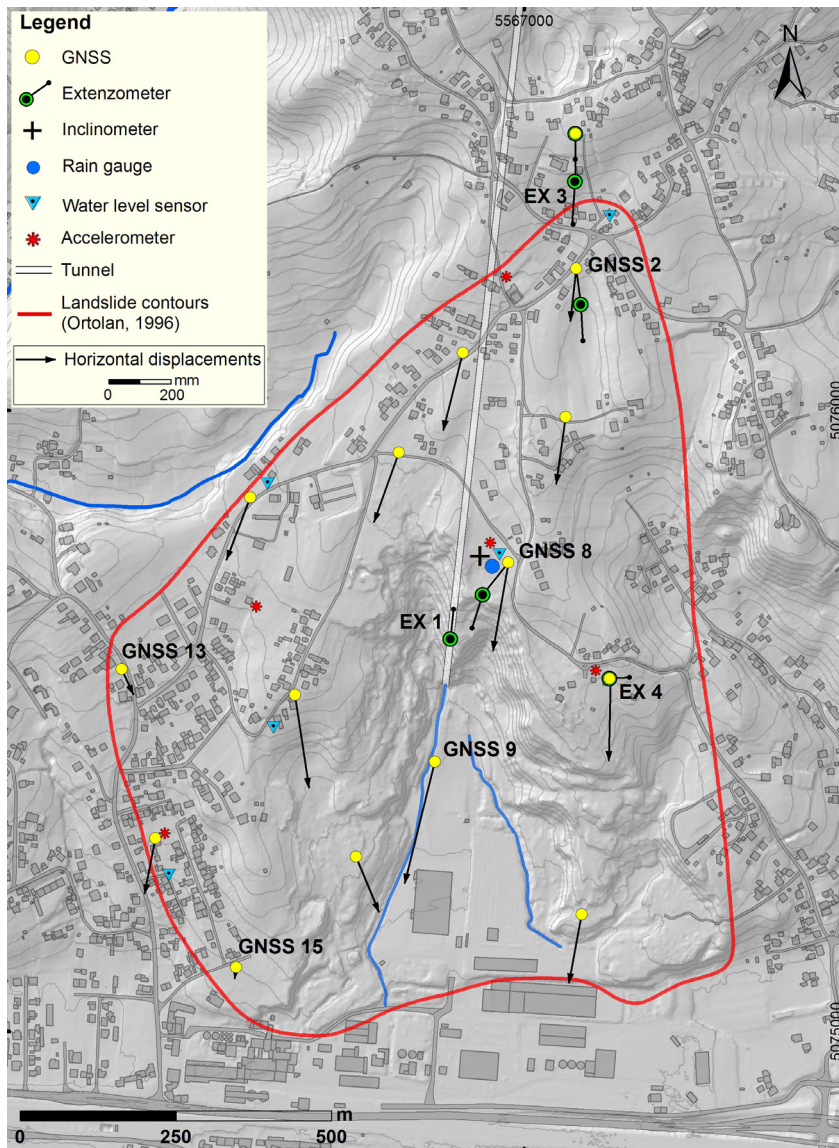 5567000
Legend
GNSS
Extenzometer
Inclinometer
Rain gauge
Water level sensor
Accelerometer
Tunnel
Landslide contours
(Ortolan, 1996)
Horizontal displacements
mm
0 200
N
EX 3
GNSS 2
5070000
GNSS 8
EX 1
GNSS 13
EX 4
GNSS 9
GNSS 15
5075000
m
0 250 500